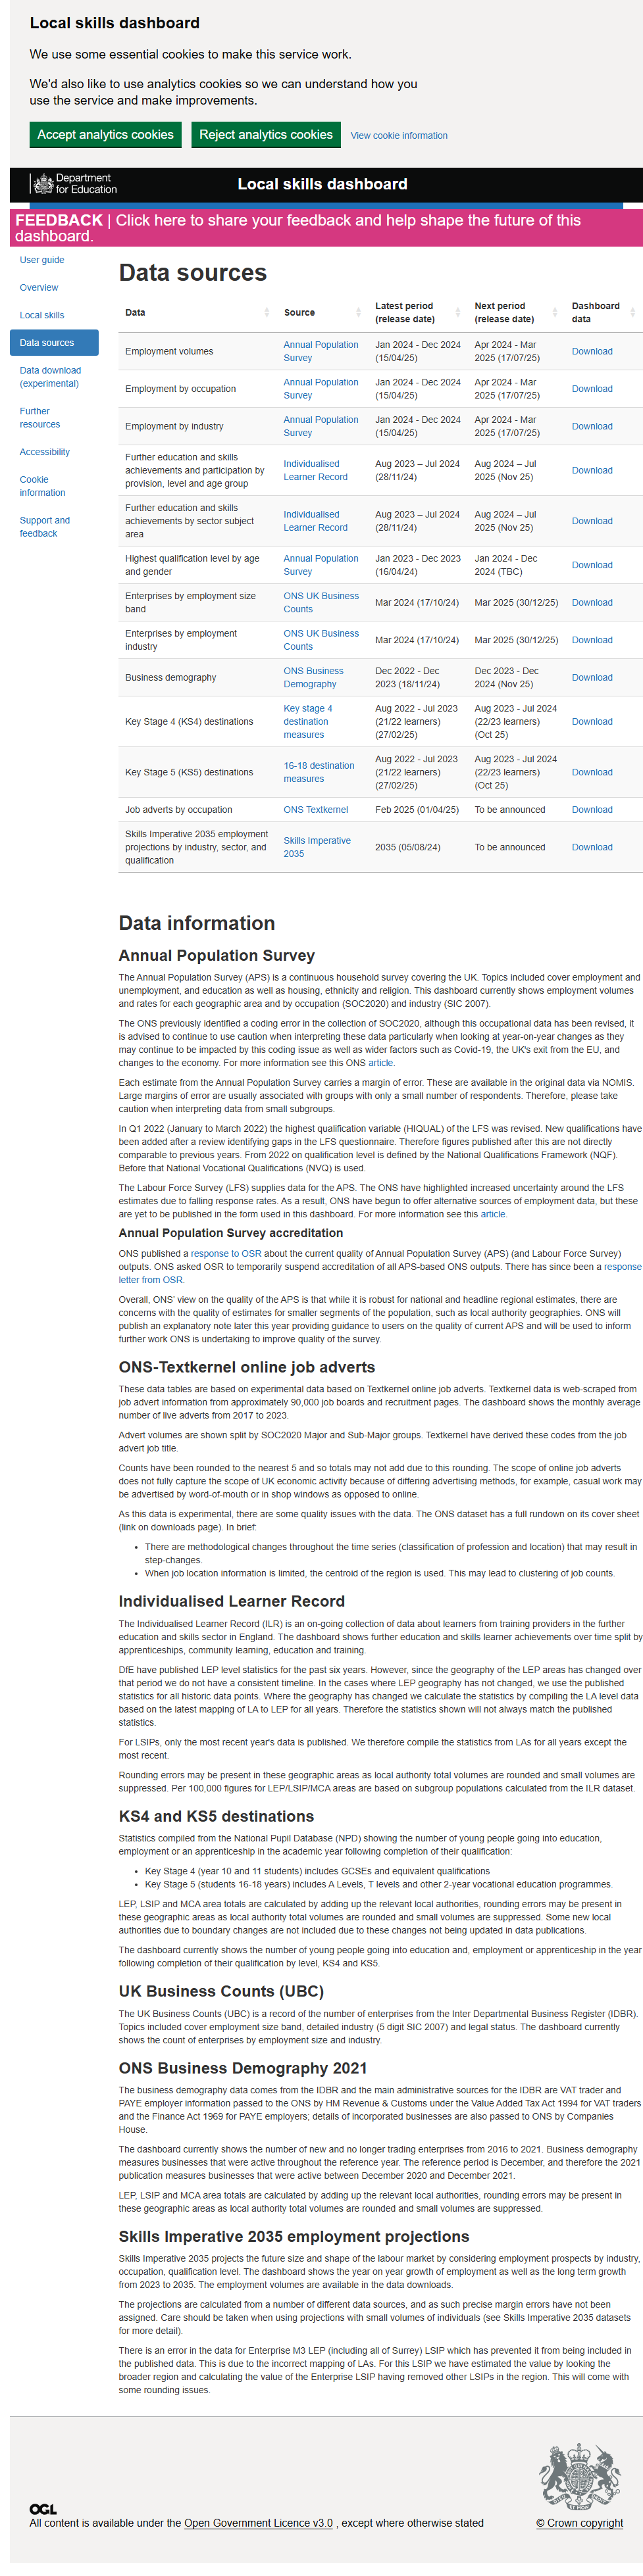 Local skills dashboard
We use some essential cookies to make this service work.
We'd also like to use analytics cookies so we can understand how you
use the service and make improvements.
Accept analytics cookies Reject analytics cookies View cookie information
Department
for Education
Local skills dashboard
FEEDBACK | Click here to share your feedback and help shape the future of this
dashboard.
User guide
Overview
Local skills
Data sources
Data download
(experimental)
Further
resources
Accessibility
Cookie
information
Support and
feedback
Data sources
Data Source Latest period (release date) Next period (release date) Dashboard data
Employment volumes Annual Population Survey Jan 2024 - Dec 2024 (15/04/25) Apr 2024 - Mar 2025 (17/07/25) Download
Employment by occupation Annual Population Survey Jan 2024 - Dec 2024 (15/04/25) Apr 2024 - Mar 2025 (17/07/25) Download
Employment by industry Annual Population Survey Jan 2024 - Dec 2024 (15/04/25) Apr 2024 - Mar 2025 (17/07/25) Download
Further education and skills achievements and participation by provision, level and age group Individualised Learner Record Aug 2023 – Jul 2024 (28/11/24) Aug 2024 – Jul 2025 (Nov 25) Download
Further education and skills achievements by sector subject area Individualised Learner Record Aug 2023 – Jul 2024 (28/11/24) Aug 2024 – Jul 2025 (Nov 25) Download
Highest qualification level by age and gender Annual Population Survey Jan 2023 - Dec 2023 (16/04/24) Jan 2024 - Dec 2024 (TBC) Download
Enterprises by employment size band ONS UK Business Counts Mar 2024 (17/10/24) Mar 2025 (30/12/25) Download
Enterprises by employment industry ONS UK Business Counts Mar 2024 (17/10/24) Mar 2025 (30/12/25) Download
Business demography ONS Business Demography Dec 2022 - Dec 2023 (18/11/24) Dec 2023 - Dec 2024 (Nov 25) Download
Key Stage 4 (KS4) destinations Key stage 4 destination measures Aug 2022 - Jul 2023 (21/22 learners) (27/02/25) Aug 2023 - Jul 2024 (22/23 learners) (Oct 25) Download
Key Stage 5 (KS5) destinations 16-18 destination measures Aug 2022 - Jul 2023 (21/22 learners) (27/02/25) Aug 2023 - Jul 2024 (22/23 learners) (Oct 25) Download
Job adverts by occupation ONS Textkernel Feb 2025 (01/04/25) To be announced Download
Skills Imperative 2035 employment projections by industry, sector, and qualification Skills Imperative 2035 2035 (05/08/24) To be announced Download
Data information
Annual Population Survey
The Annual Population Survey (APS) is a continuous household survey covering the UK. Topics included cover employment and
unemployment, and education as well as housing, ethnicity and religion. This dashboard currently shows employment volumes
and rates for each geographic area and by occupation (SOC2020) and industry (SIC 2007).
The ONS previously identified a coding error in the collection of SOC2020, although this occupational data has been revised, it
is advised to continue to use caution when interpreting these data particularly when looking at year-on-year changes as they
may continue to be impacted by this coding issue as well as wider factors such as Covid-19, the UK's exit from the EU, and
changes to the economy. For more information see this ONS article.
Each estimate from the Annual Population Survey carries a margin of error. These are available in the original data via NOMIS.
Large margins of error are usually associated with groups with only a small number of respondents. Therefore, please take
caution when interpreting data from small subgroups.
In Q1 2022 (January to March 2022) the highest qualification variable (HIQUAL) of the LFS was revised. New qualifications have
been added after a review identifying gaps in the LFS questionnaire. Therefore figures published after this are not directly
comparable to previous years. From 2022 on qualification level is defined by the National Qualifications Framework (NQF).
Before that National Vocational Qualifications (NVQ) is used.
The Labour Force Survey (LFS) supplies data for the APS. The ONS have highlighted increased uncertainty around the LFS
estimates due to falling response rates. As a result, ONS have begun to offer alternative sources of employment data, but these
are yet to be published in the form used in this dashboard. For more information see this article.
Annual Population Survey accreditation
ONS published a response to OSR about the current quality of Annual Population Survey (APS) (and Labour Force Survey)
outputs. ONS asked OSR to temporarily suspend accreditation of all APS-based ONS outputs. There has since been a response
letter from OSR.
Overall, ONS' view on the quality of the APS is that while it is robust for national and headline regional estimates, there are
concerns with the quality of estimates for smaller segments of the population, such as local authority geographies. ONS will
publish an explanatory note later this year providing guidance to users on the quality of current APS and will be used to inform
further work ONS is undertaking to improve quality of the survey.
ONS-Textkernel online job adverts
These data tables are based on experimental data based on Textkernel online job adverts. Textkernel data is web-scraped from
job advert information from approximately 90,000 job boards and recruitment pages. The dashboard shows the monthly average
number of live adverts from 2017 to 2023.
Advert volumes are shown split by SOC2020 Major and Sub-Major groups. Textkernel have derived these codes from the job
advert job title.
Counts have been rounded to the nearest 5 and so totals may not add due to this rounding. The scope of online job adverts
does not fully capture the scope of UK economic activity because of differing advertising methods, for example, casual work may
be advertised by word-of-mouth or in shop windows as opposed to online.
As this data is experimental, there are some quality issues with the data. The ONS dataset has a full rundown on its cover sheet
(link on downloads page). In brief:
• There are methodological changes throughout the time series (classification of profession and location) that may result in
step-changes.
• When job location information is limited, the centroid of the region is used. This may lead to clustering of job counts.
Individualised Learner Record
The Individualised Learner Record (ILR) is an on-going collection of data about learners from training providers in the further
education and skills sector in England. The dashboard shows further education and skills learner achievements over time split by
apprenticeships, community learning, education and training.
DfE have published LEP level statistics for the past six years. However, since the geography of the LEP areas has changed over
that period we do not have a consistent timeline. In the cases where LEP geography has not changed, we use the published
statistics for all historic data points. Where the geography has changed we calculate the statistics by compiling the LA level data
based on the latest mapping of LA to LEP for all years. Therefore the statistics shown will not always match the published
statistics.
For LSIPs, only the most recent year's data is published. We therefore compile the statistics from LAs for all years except the
most recent.
Rounding errors may be present in these geographic areas as local authority total volumes are rounded and small volumes are
suppressed. Per 100,000 figures for LEP/LSIP/MCA areas are based on subgroup populations calculated from the ILR dataset.
KS4 and KS5 destinations
Statistics compiled from the National Pupil Database (NPD) showing the number of young people going into education,
employment or an apprenticeship in the academic year following completion of their qualification:
• Key Stage 4 (year 10 and 11 students) includes GCSEs and equivalent qualifications
• Key Stage 5 (students 16-18 years) includes A Levels, T levels and other 2-year vocational education programmes.
LEP, LSIP and MCA area totals are calculated by adding up the relevant local authorities, rounding errors may be present in
these geographic areas as local authority total volumes are rounded and small volumes are suppressed. Some new local
authorities due to boundary changes are not included due to these changes not being updated in data publications.
The dashboard currently shows the number of young people going into education and, employment or apprenticeship in the year
following completion of their qualification by level, KS4 and KS5.
UK Business Counts (UBC)
The UK Business Counts (UBC) is a record of the number of enterprises from the Inter Departmental Business Register (IDBR).
Topics included cover employment size band, detailed industry (5 digit SIC 2007) and legal status. The dashboard currently
shows the count of enterprises by employment size and industry.
ONS Business Demography 2021
The business demography data comes from the IDBR and the main administrative sources for the IDBR are VAT trader and
PAYE employer information passed to the ONS by HM Revenue & Customs under the Value Added Tax Act 1994 for VAT traders
and the Finance Act 1969 for PAYE employers; details of incorporated businesses are also passed to ONS by Companies
House.
The dashboard currently shows the number of new and no longer trading enterprises from 2016 to 2021. Business demography
measures businesses that were active throughout the reference year. The reference period is December, and therefore the 2021
publication measures businesses that were active between December 2020 and December 2021.
LEP, LSIP and MCA area totals are calculated by adding up the relevant local authorities, rounding errors may be present in
these geographic areas as local authority total volumes are rounded and small volumes are suppressed.
Skills Imperative 2035 employment projections
Skills Imperative 2035 projects the future size and shape of the labour market by considering employment prospects by industry,
occupation, qualification level. The dashboard shows the year on year growth of employment as well as the long term growth
from 2023 to 2035. The employment volumes are available in the data downloads.
The projections are calculated from a number of different data sources, and as such precise margin errors have not been
assigned. Care should be taken when using projections with small volumes of individuals (see Skills Imperative 2035 datasets
for more detail).
There is an error in the data for Enterprise M3 LEP (including all of Surrey) LSIP which has prevented it from being included in
the published data. This is due to the incorrect mapping of LAs. For this LSIP we have estimated the value by looking the
broader region and calculating the value of the Enterprise LSIP having removed other LSIPs in the region. This will come with
some rounding issues.
OGL
All content is available under the Open Government Licence v3.0 , except where otherwise stated
© Crown copyright